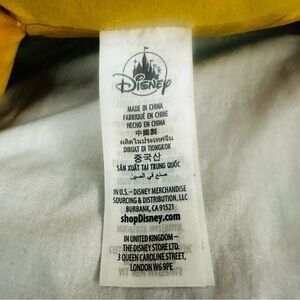 Disney
MADE IN CHINA
FABRIQUÉ EN CHINE
HECHO EN CHINA
中國製
ผลิตในประเทศจีน
DIBUAT DI TIONGKOK
중국산
SẢN XUẤT TẠI TRUNG QUỐC
صنع في الصين
IN U.S. – DISNEY MERCHANDISE
SOURCING & DISTRIBUTION, LLC
BURBANK, CA 91521
shopDisney.com
IN UNITED KINGDOM –
THE DISNEY STORE LTD.
3 QUEEN CAROLINE STREET,
LONDON W6 9PE